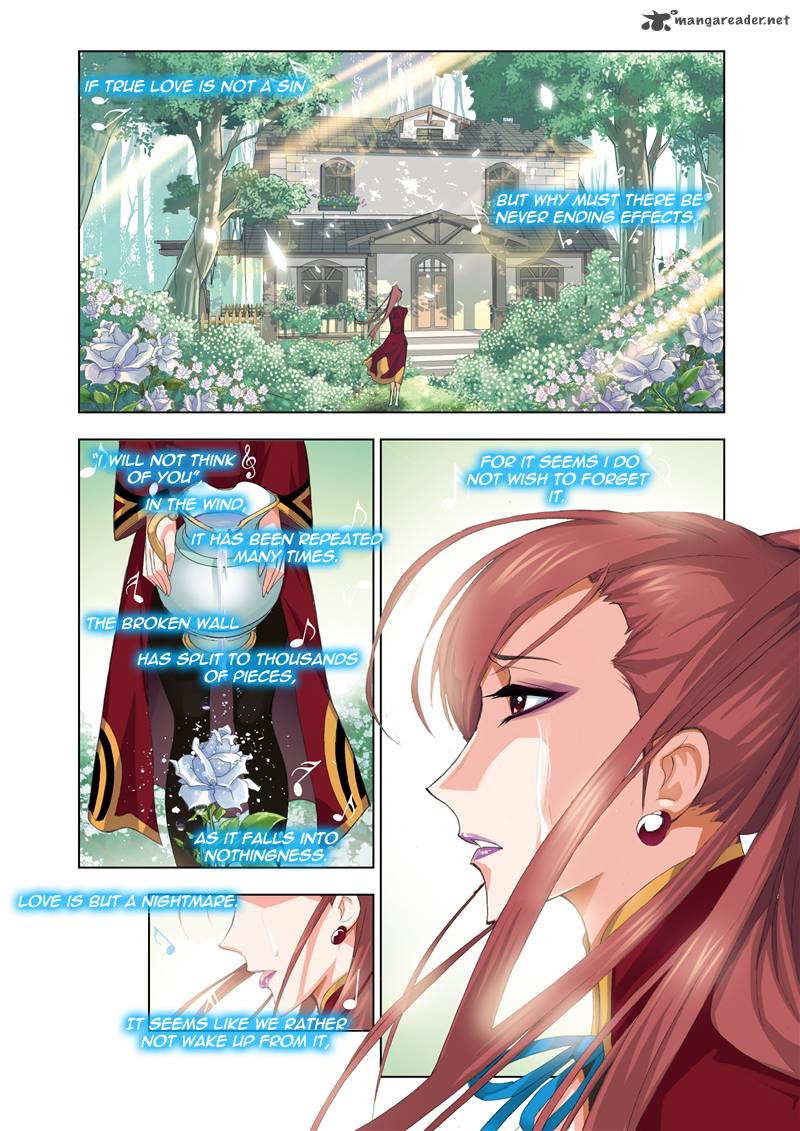 mangareader.net
IF TRUE LOVE IS NOT A SIN
BUT WHY MUST THERE BE
NEVER ENDING EFFECTS.
"I WILL NOT THINK
OF YOU"
IN THE WIND,
IT HAS BEEN REPEATED
MANY TIMES.
THE BROKEN WALL
HAS SPLIT TO THOUSANDS
OF PIECES,
AS IT FALLS INTO
NOTHINGNESS.
FOR IT SEEMS I DO
NOT WISH TO FORGET
IT.
LOVE IS BUT A NIGHTMARE.
IT SEEMS LIKE WE RATHER
NOT WAKE UP FROM IT,